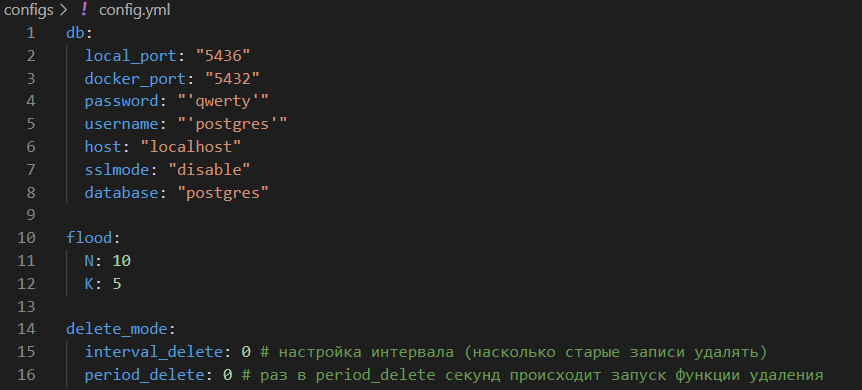 configs > ! config.yml
1 db:
2 local_port: "5436"
3 docker_port: "5432"
4 password: "'qwerty'"
5 username: "'postgres'"
6 host: "localhost"
7 sslmode: "disable"
8 database: "postgres"
9
10 flood:
11 N: 10
12 K: 5
13
14 delete_mode:
15 interval_delete: 0 # настройка интервала (насколько старые записи удалять)
16 period_delete: 0 # раз в period_delete секунд происходит запуск функции удаления